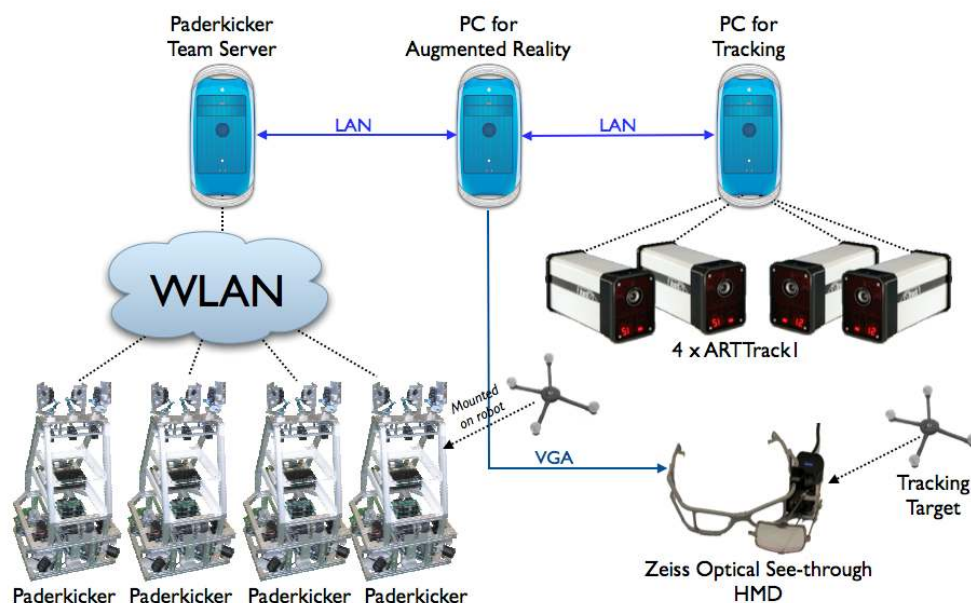 Paderkicker
Team Server
PC for
Augmented Reality
PC for
Tracking
LAN
LAN
WLAN
4 x ARTTrack1
Mounted
on robot
VGA
Tracking
Target
Zeiss Optical See-through
HMD
Paderkicker
Paderkicker
Paderkicker
Paderkicker